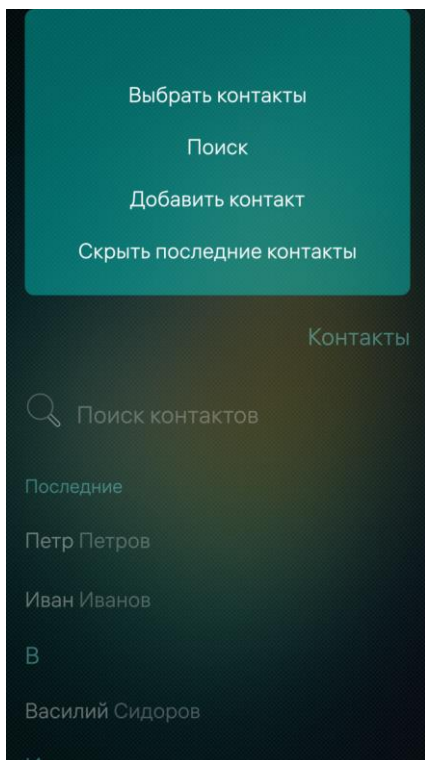 Выбрать контакты
Поиск
Добавить контакт
Скрыть последние контакты
Контакты
Поиск контактов
Последние
Петр Петров
Иван Иванов
В
Василий Сидоров